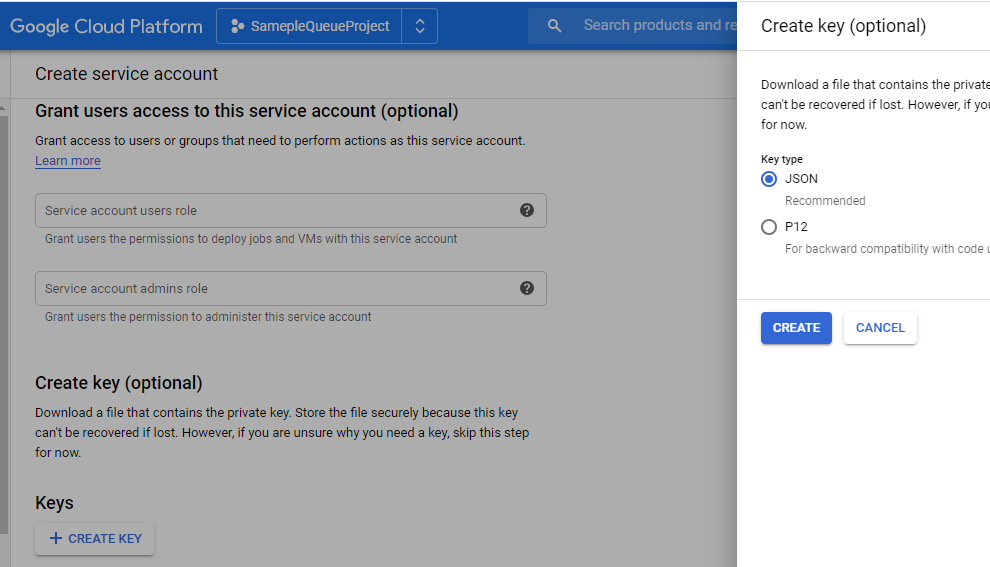 Google Cloud Platform
SamepleQueueProject
Search products and re
Create service account
Grant users access to this service account (optional)
Grant access to users or groups that need to perform actions as this service account.
Learn more
Service account users role
Grant users the permissions to deploy jobs and VMs with this service account
Service account admins role
Grant users the permission to administer this service account
Create key (optional)
Download a file that contains the private key. Store the file securely because this key
can't be recovered if lost. However, if you are unsure why you need a key, skip this step
for now.
Keys
+ CREATE KEY
Create key (optional)
Download a file that contains the private
can't be recovered if lost. However, if you
for now.
Key type
JSON
Recommended
P12
For backward compatibility with code u
CREATE
CANCEL